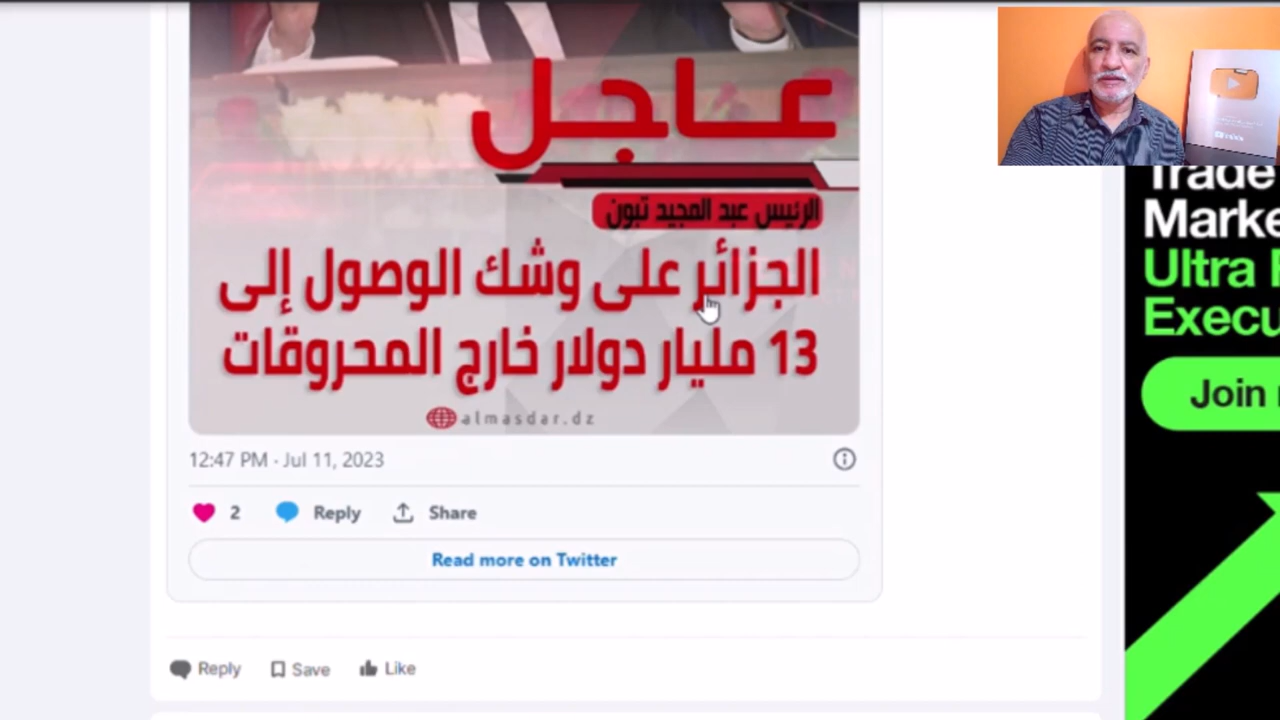 عاجل
الرئيس عبد المجيد تبون
الجزائر على وشك الوصول إلى
13 مليار دولار خارج المحروقات
almasdar.dz
12:47 PM · Jul 11, 2023
2 Reply Share
Read more on Twitter
Reply Save Like
Trade
Marke
Ultra
Execu
Join